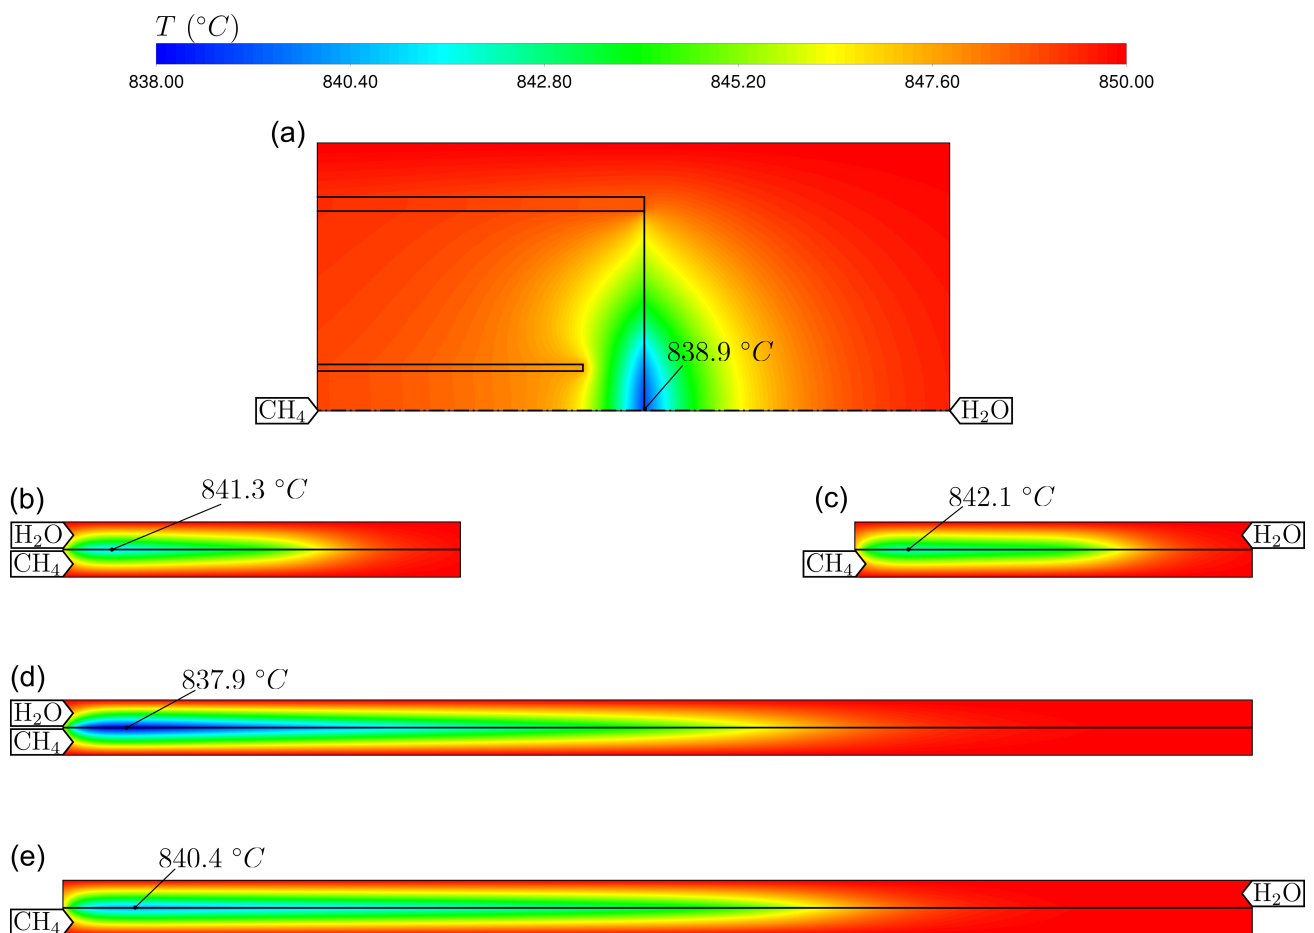 T (°C)
838.00 840.40 842.80 845.20 847.60 850.00
(a)
838.9 °C
CH₄ H₂O
(b) 841.3 °C (c) 842.1 °C
H₂O H₂O
CH₄ CH₄
(d) 837.9 °C
H₂O
CH₄
(e) 840.4 °C
H₂O
CH₄